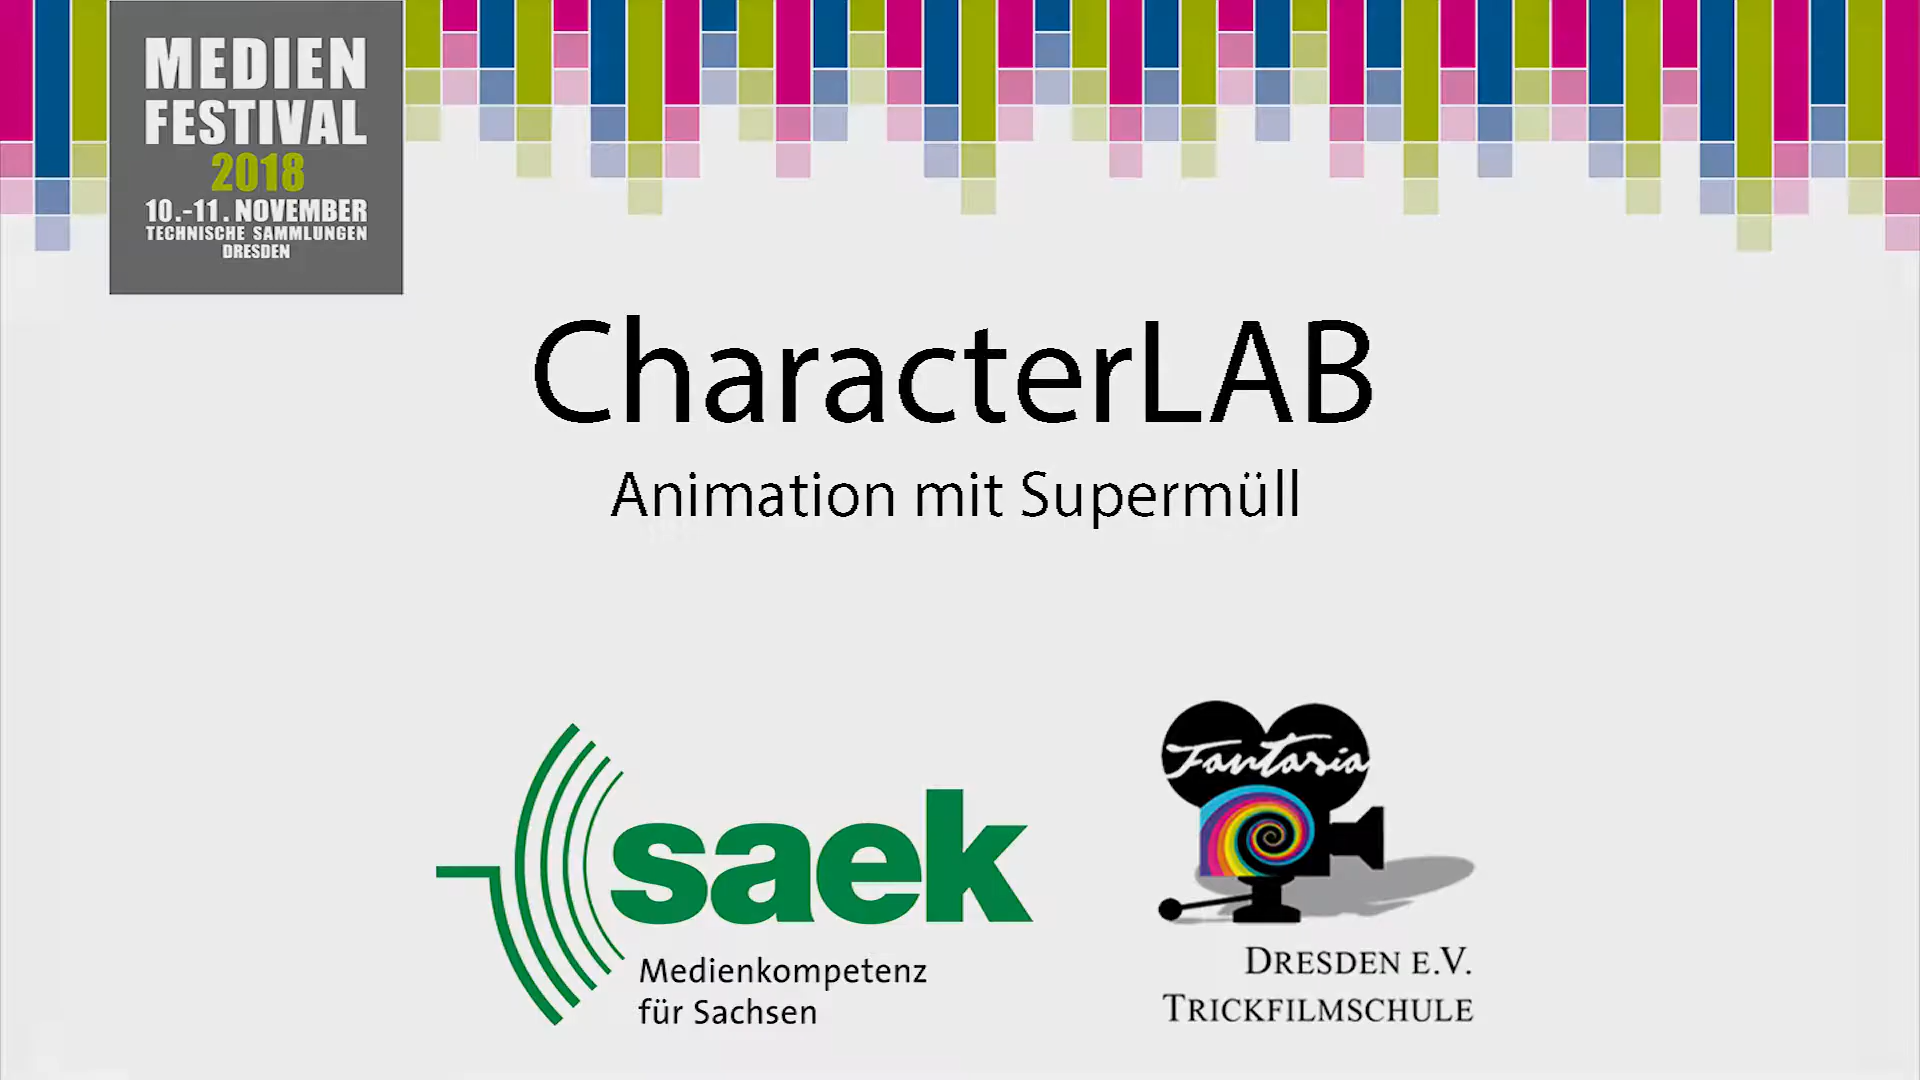 MEDIEN
FESTIVAL
2018
10.-11. NOVEMBER
TECHNISCHE SAMMLUNGEN
DRESDEN
CharacterLAB
Animation mit Supermüll
saek
Medienkompetenz
für Sachsen
Fantasia
DRESDEN E.V.
TRICKFILMSCHULE